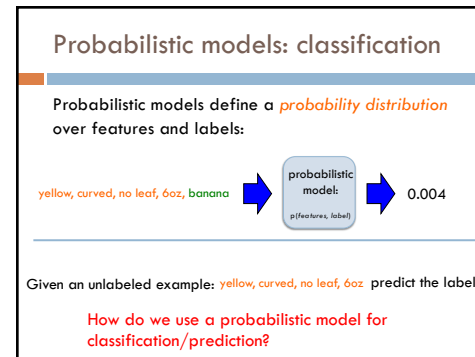 Probabilistic models: classification
Probabilistic models define a probability distribution
over features and labels:
yellow, curved, no leaf, 6oz, banana
probabilistic
model:
p(features, label)
0.004
Given an unlabeled example: yellow, curved, no leaf, 6oz predict the label
How do we use a probabilistic model for
classification/prediction?